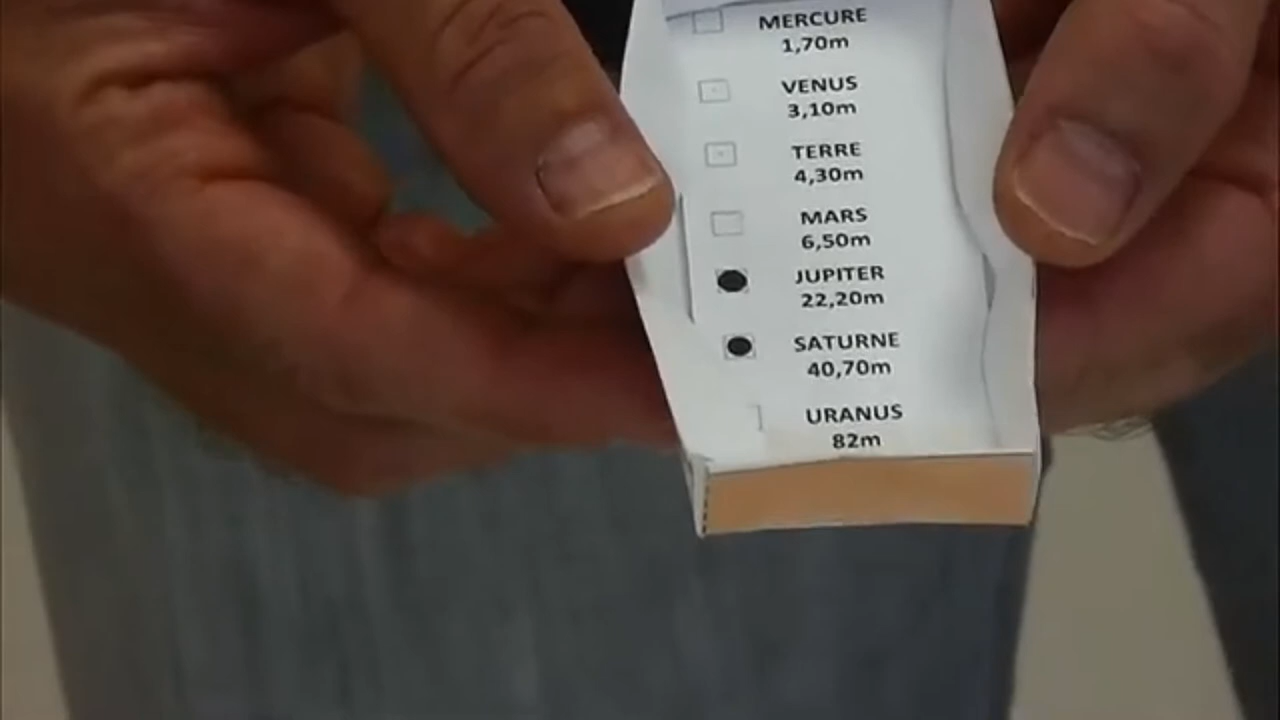 MERCURE
1,70m
VENUS
3,10m
TERRE
4,30m
MARS
6,50m
JUPITER
22,20m
SATURNE
40,70m
URANUS
82m